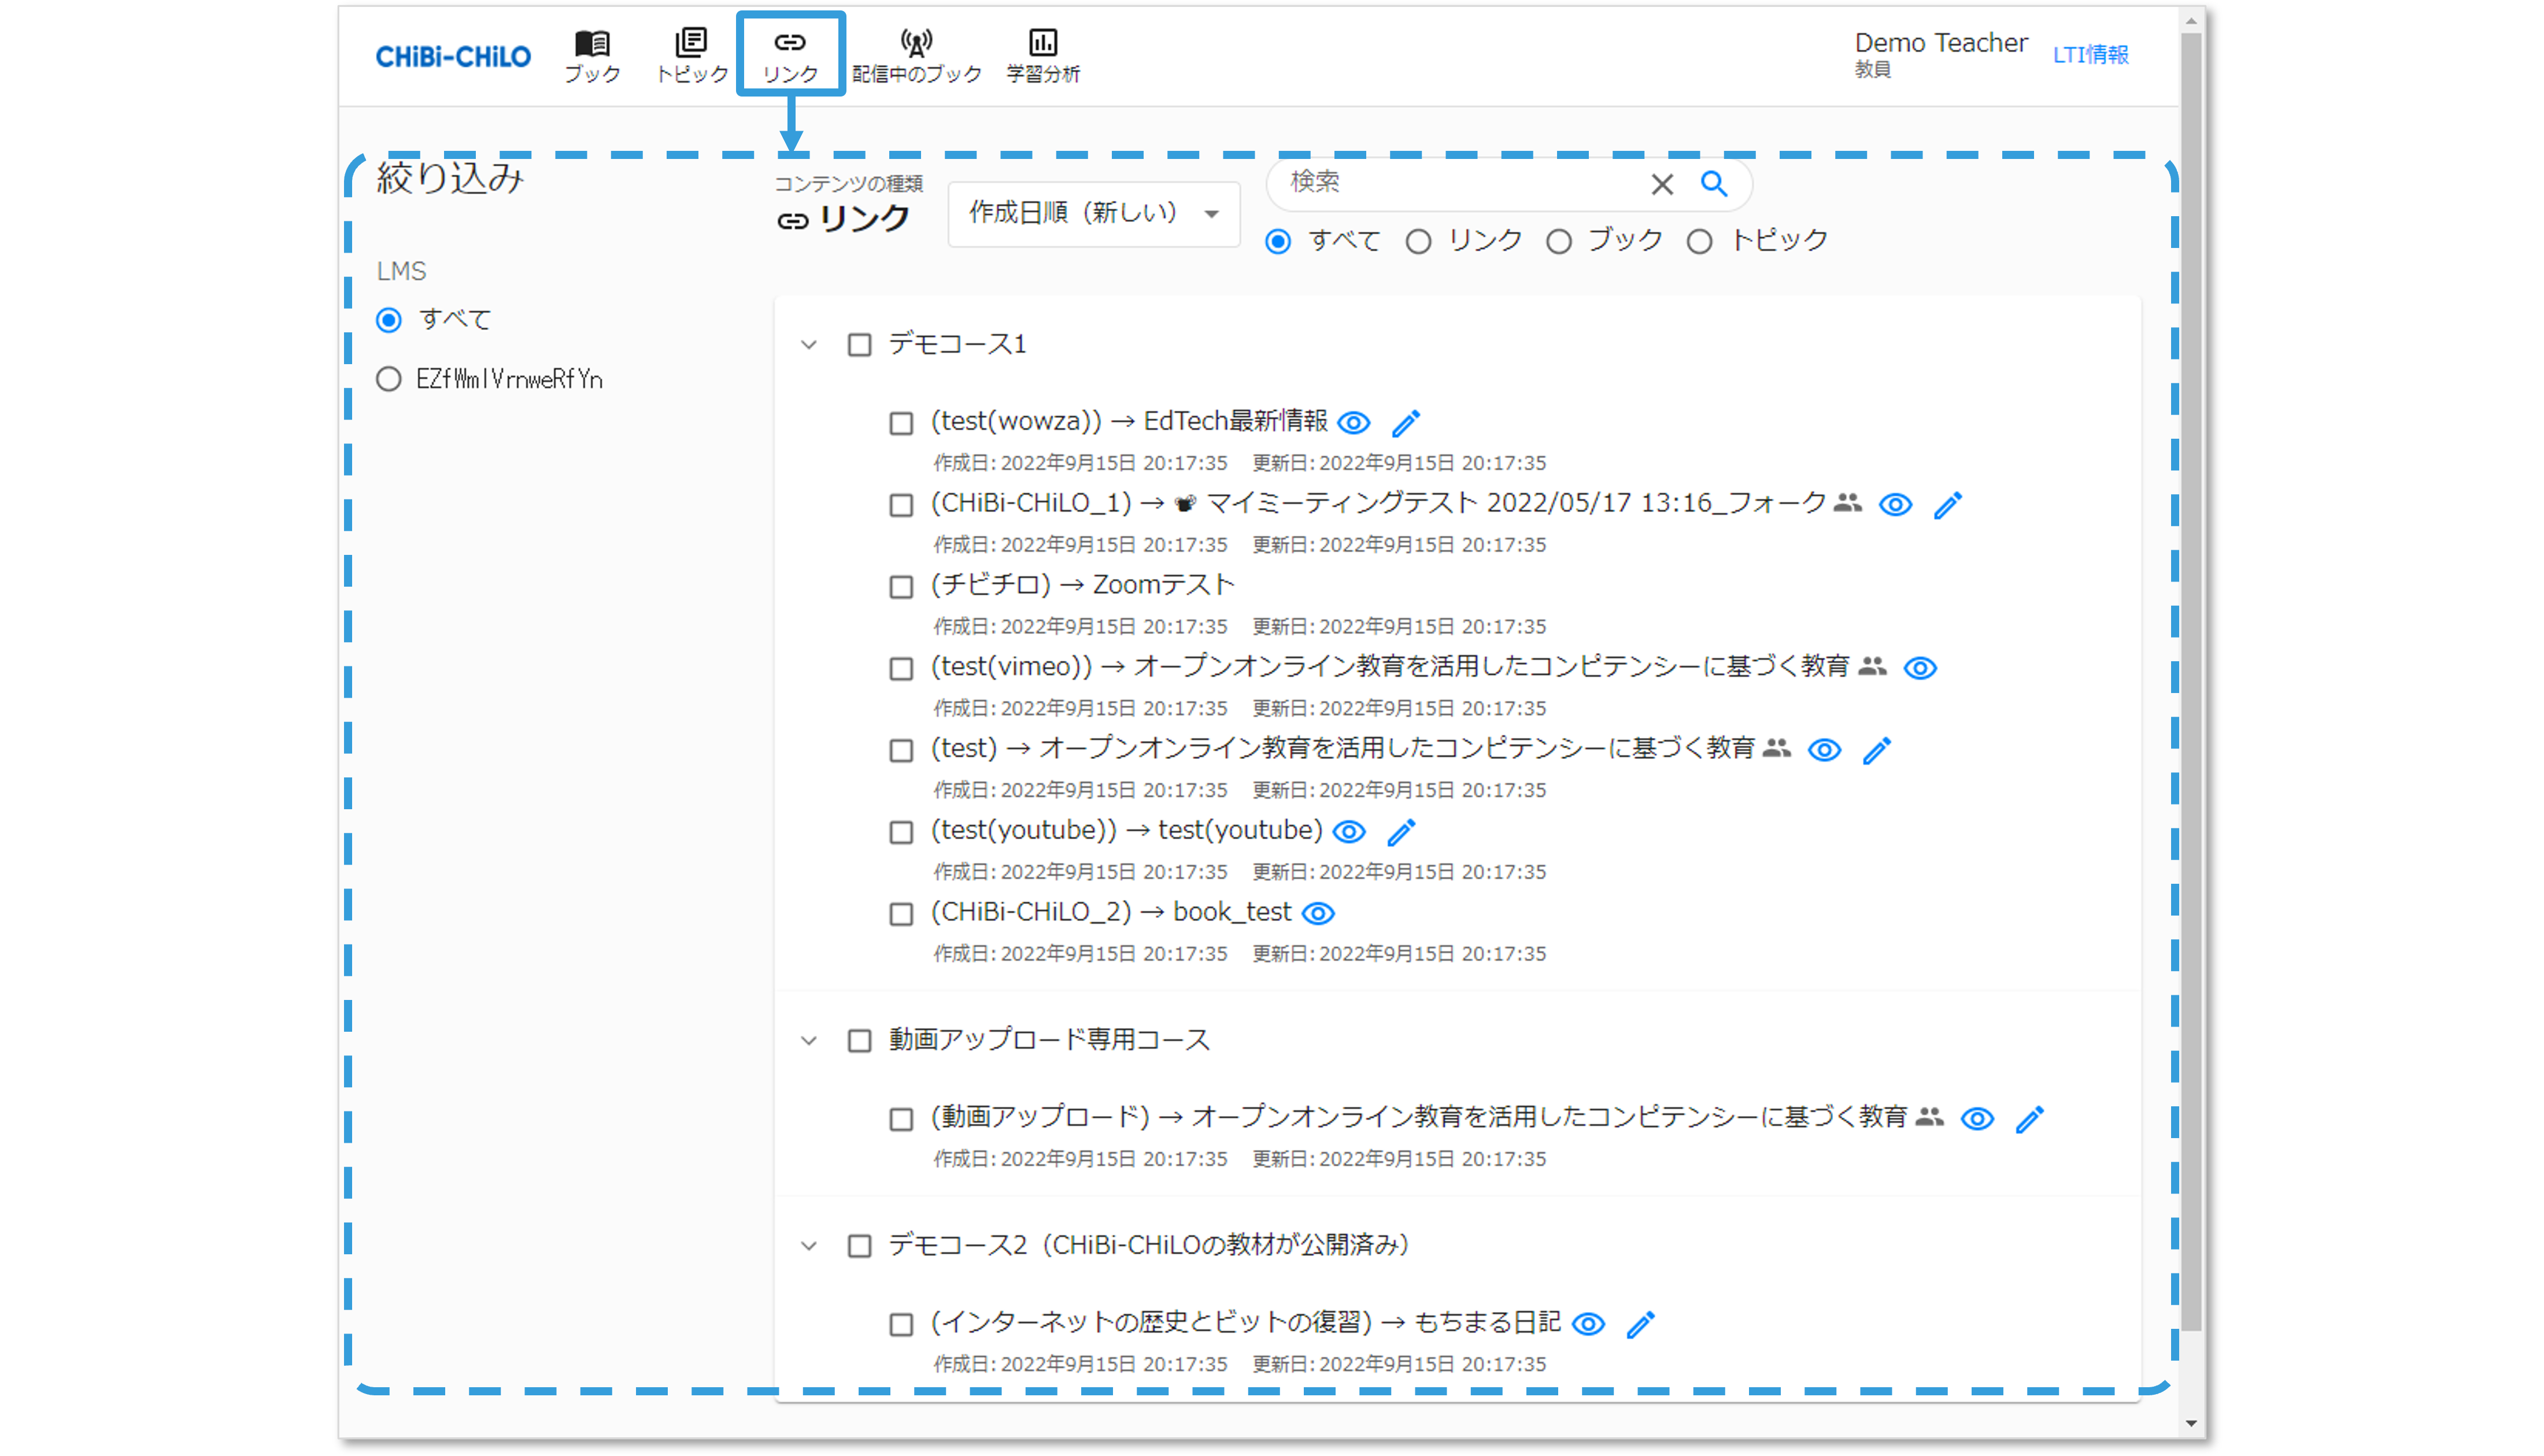 CHiBi-CHiLO
ブック
トピック
リンク
配信中のブック
学習分析
Demo Teacher
教員
LTI情報
絞り込み
LMS
すべて
EZfWmlVrnweRfYn
コンテンツの種類
リンク
作成日順（新しい）
検索
すべて リンク ブック トピック
デモコース1
(test(wowza)) → EdTech最新情報
作成日: 2022年9月15日 20:17:35 更新日: 2022年9月15日 20:17:35
(CHiBi-CHiLO_1) → 📽 マイミーティングテスト 2022/05/17 13:16_フォーク
作成日: 2022年9月15日 20:17:35 更新日: 2022年9月15日 20:17:35
(チビチロ) → Zoomテスト
作成日: 2022年9月15日 20:17:35 更新日: 2022年9月15日 20:17:35
(test(vimeo)) → オープンオンライン教育を活用したコンピテンシーに基づく教育
作成日: 2022年9月15日 20:17:35 更新日: 2022年9月15日 20:17:35
(test) → オープンオンライン教育を活用したコンピテンシーに基づく教育
作成日: 2022年9月15日 20:17:35 更新日: 2022年9月15日 20:17:35
(test(youtube)) → test(youtube)
作成日: 2022年9月15日 20:17:35 更新日: 2022年9月15日 20:17:35
(CHiBi-CHiLO_2) → book_test
作成日: 2022年9月15日 20:17:35 更新日: 2022年9月15日 20:17:35
動画アップロード専用コース
(動画アップロード) → オープンオンライン教育を活用したコンピテンシーに基づく教育
作成日: 2022年9月15日 20:17:35 更新日: 2022年9月15日 20:17:35
デモコース2（CHiBi-CHiLOの教材が公開済み）
(インターネットの歴史とビットの復習) → もちまる日記
作成日: 2022年9月15日 20:17:35 更新日: 2022年9月15日 20:17:35